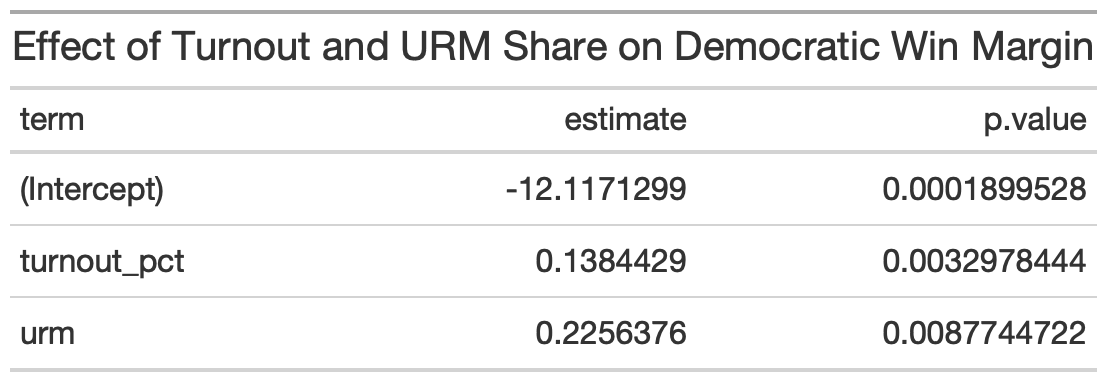 Effect of Turnout and URM Share on Democratic Win Margin
term estimate p.value
(Intercept) -12.1171299 0.0001899528
turnout_pct 0.1384429 0.0032978444
urm 0.2256376 0.0087744722